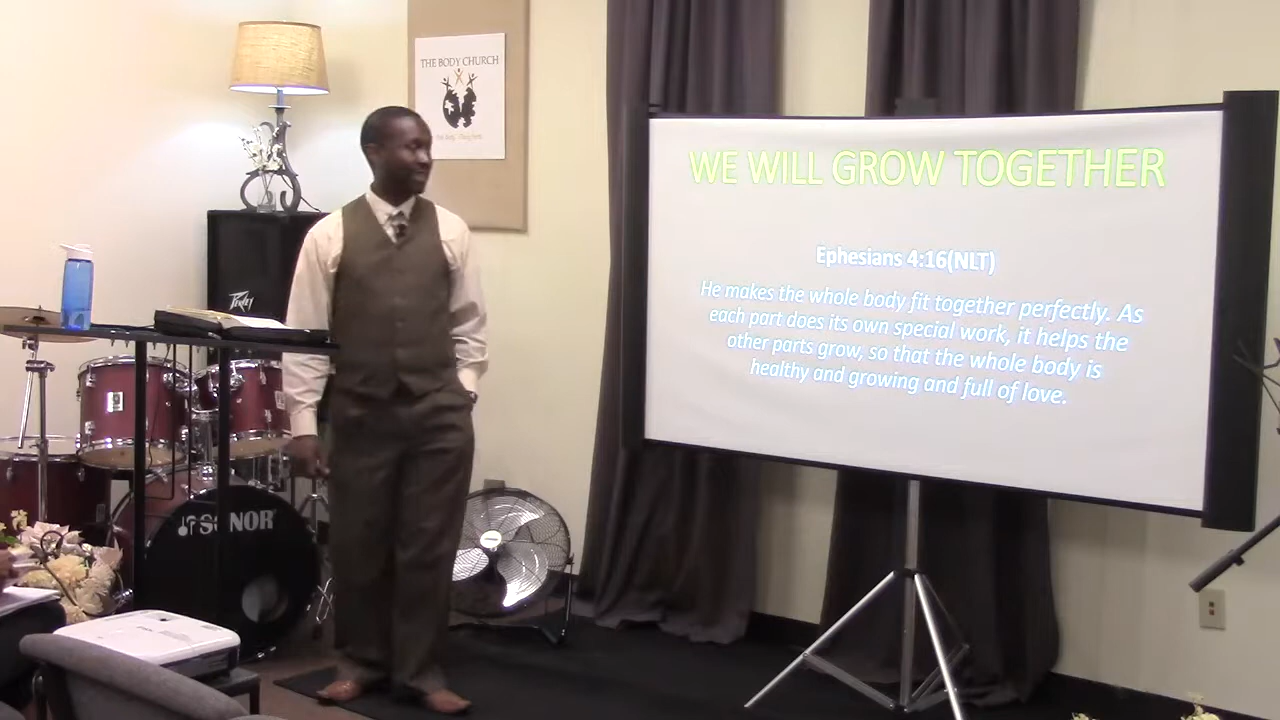 THE BODY CHURCH
PEAVEY
SONOR
WE WILL GROW TOGETHER
Ephesians 4:16(NLT)
He makes the whole body fit together perfectly. As
each part does its own special work, it helps the
other parts grow, so that the whole body is
healthy and growing and full of love.